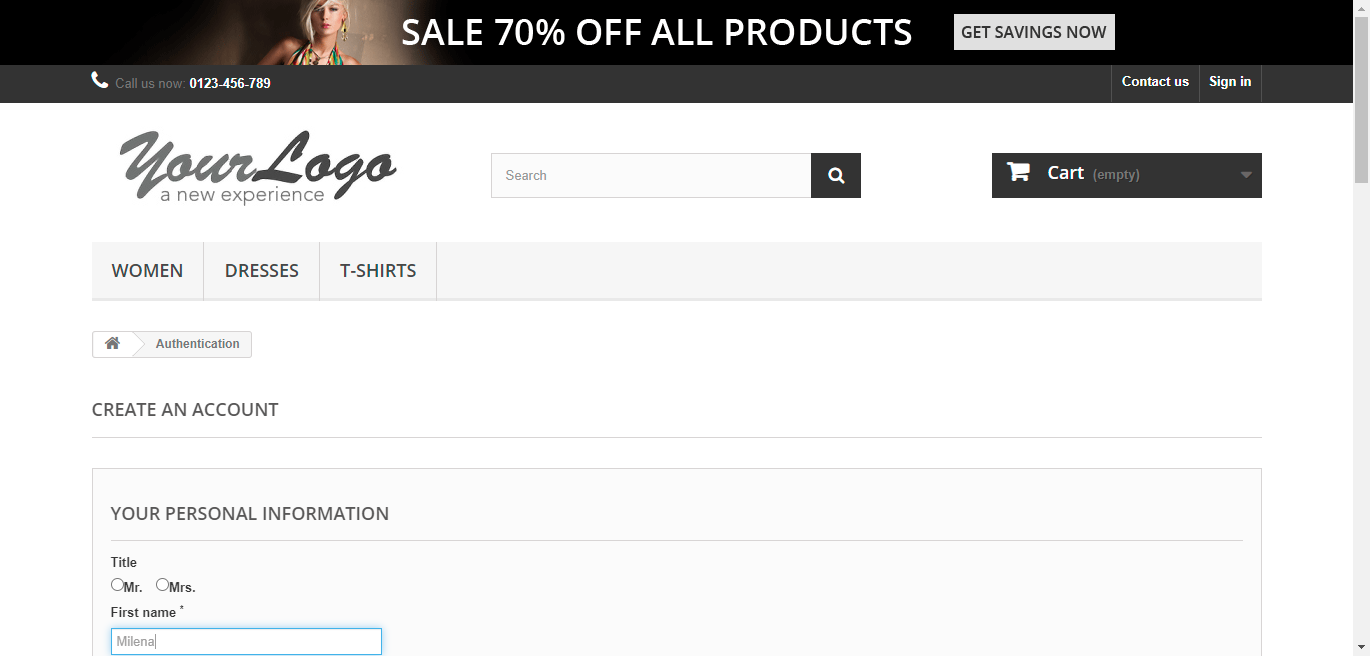 SALE 70% OFF ALL PRODUCTS GET SAVINGS NOW
Call us now: 0123-456-789 Contact us Sign in
YourLogo
a new experience
Search
Cart (empty)
WOMEN DRESSES T-SHIRTS
Authentication
CREATE AN ACCOUNT
YOUR PERSONAL INFORMATION
Title
Mr. Mrs.
First name *
Milena